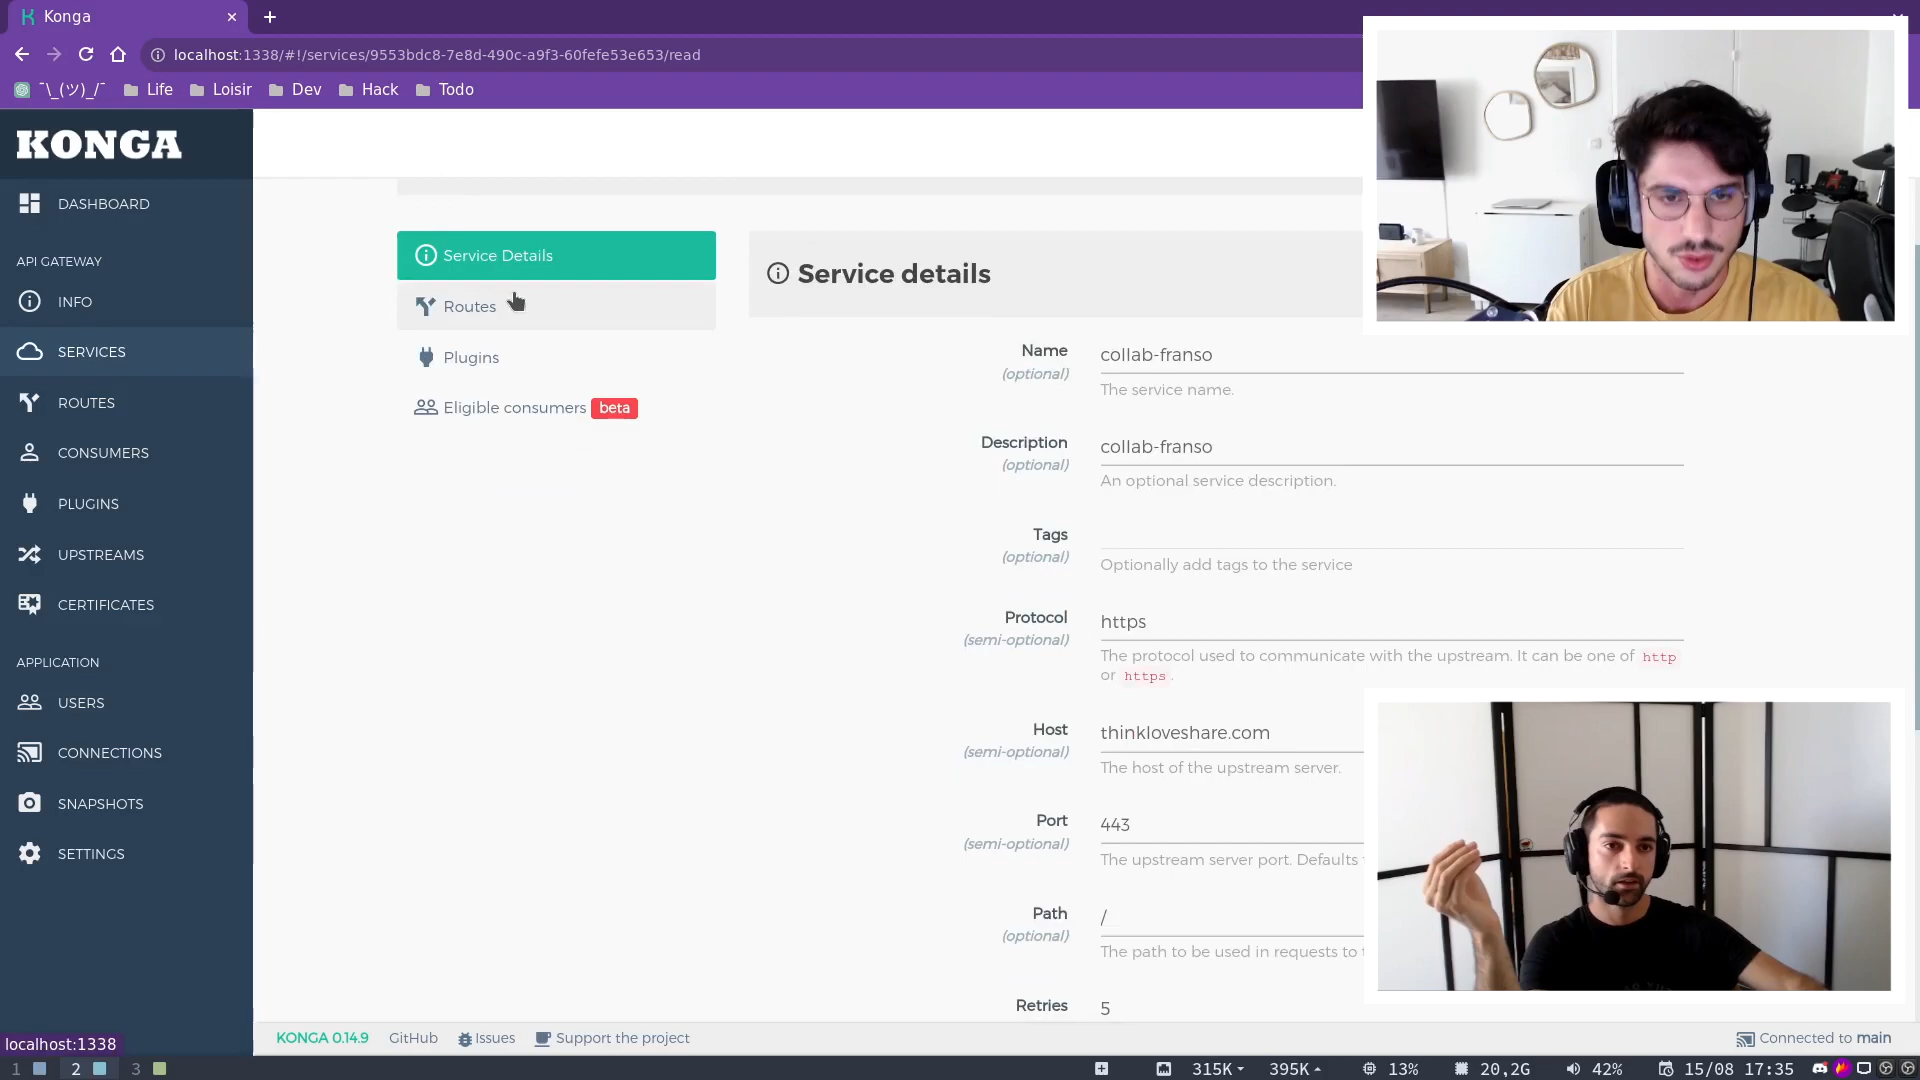 Konga
localhost:1338/#!/services/9553bdc8-7e8d-490c-a9f3-60fefe53e653/read
¯\_(ツ)_/¯ Life Loisir Dev Hack Todo
KONGA
DASHBOARD
API GATEWAY
INFO
SERVICES
ROUTES
CONSUMERS
PLUGINS
UPSTREAMS
CERTIFICATES
APPLICATION
USERS
CONNECTIONS
SNAPSHOTS
SETTINGS
localhost:1338
Service Details
Routes
Plugins
Eligible consumers beta
Service details
Name
(optional)
collab-franso
The service name.
Description
(optional)
collab-franso
An optional service description.
Tags
(optional)
Optionally add tags to the service
Protocol
(semi-optional)
https
The protocol used to communicate with the upstream. It can be one of http
or https.
Host
(semi-optional)
thinkloveshare.com
The host of the upstream server.
Port
(semi-optional)
443
The upstream server port. Defaults
Path
(optional)
/
The path to be used in requests to
Retries
5
KONGA 0.14.9 GitHub Issues Support the project
Connected to main
1 2 3
315K 395K 13% 20,2G 42% 15/08 17:35